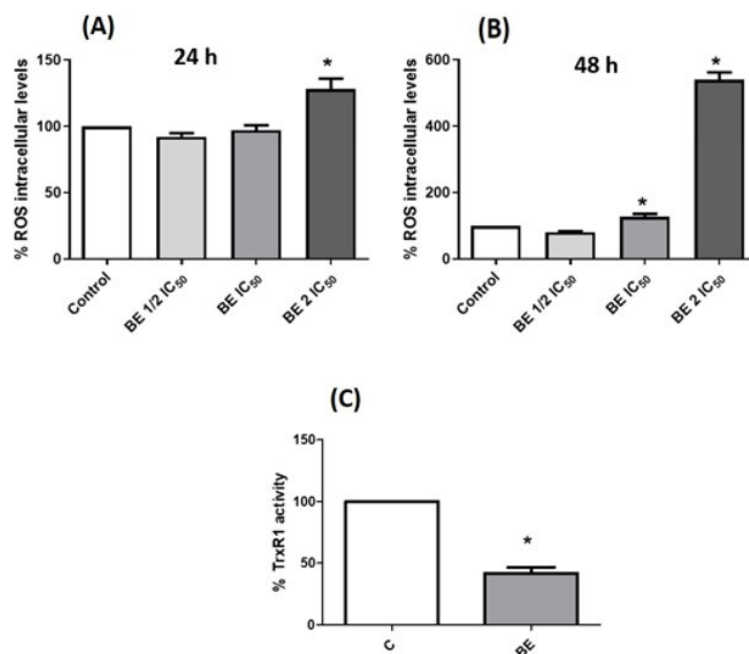 (A)
24 h
% ROS intracellular levels
150
100
50
0
Control
BE 1/2 IC50
BE IC50
BE 2 IC50
*
(B)
48 h
% ROS intracellular levels
600
400
200
0
Control
BE 1/2 IC50
BE IC50
BE 2 IC50
*
*
(C)
% TrxR1 activity
150
100
50
0
C
BE
*